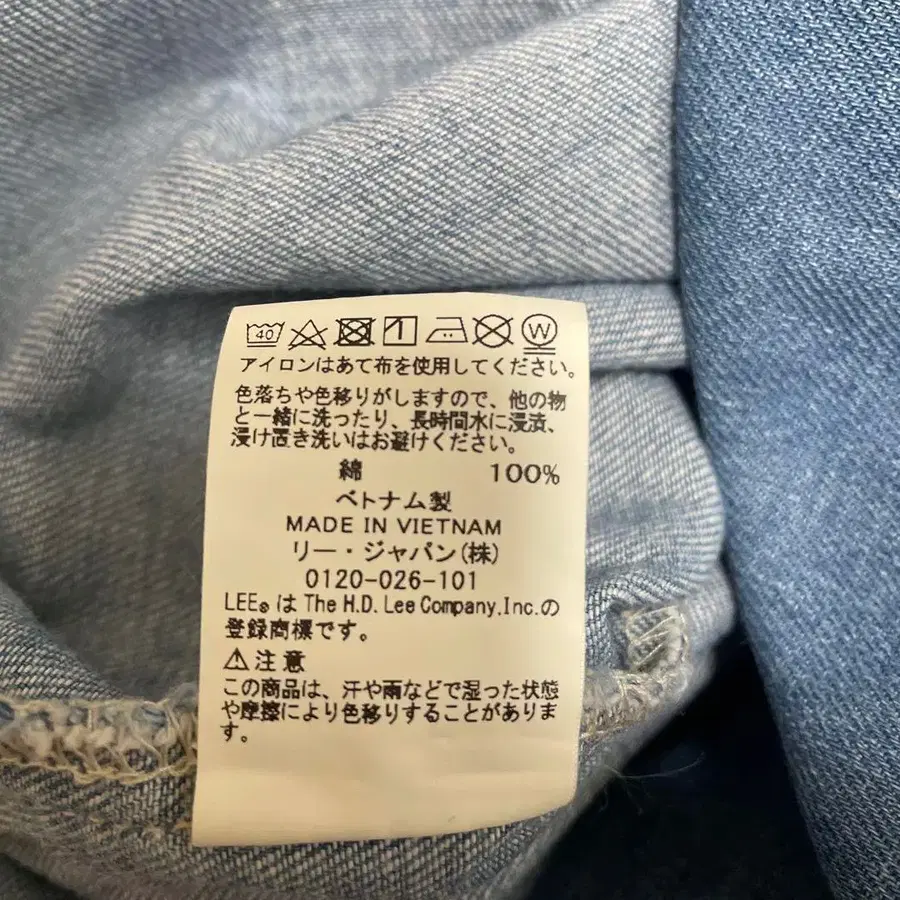 40 W
アイロンはあて布を使用してください。
色落ちや色移りがしますので、他の物
と一緒に洗ったり、長時間水に浸漬、
浸け置き洗いはお避けください。
綿 100%
ベトナム製
MADE IN VIETNAM
リー・ジャパン(株)
0120-026-101
LEE® は The H.D. Lee Company, Inc.の
登録商標です。
⚠注意
この商品は、汗や雨などで湿った状態
や摩擦により色移りすることがありま
す。